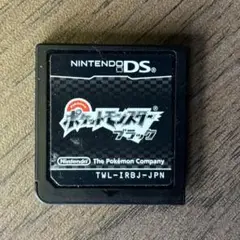 NINTENDO DS
ポケットモンスター
ブラック
Nintendo The Pokémon Company
TWL-IRBJ-JPN